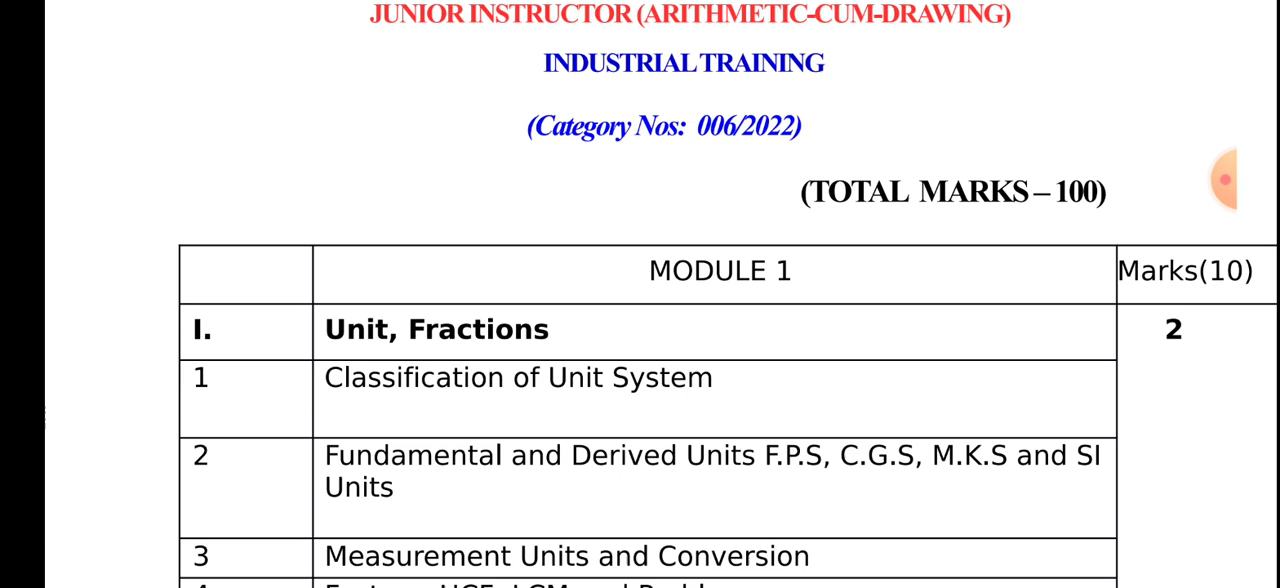 JUNIOR INSTRUCTOR (ARITHMETIC-CUM-DRAWING)
INDUSTRIAL TRAINING
(Category Nos: 006/2022)
(TOTAL MARKS – 100)
MODULE 1 Marks(10)
I. Unit, Fractions 2
1 Classification of Unit System
2 Fundamental and Derived Units F.P.S, C.G.S, M.K.S and SI
Units
3 Measurement Units and Conversion